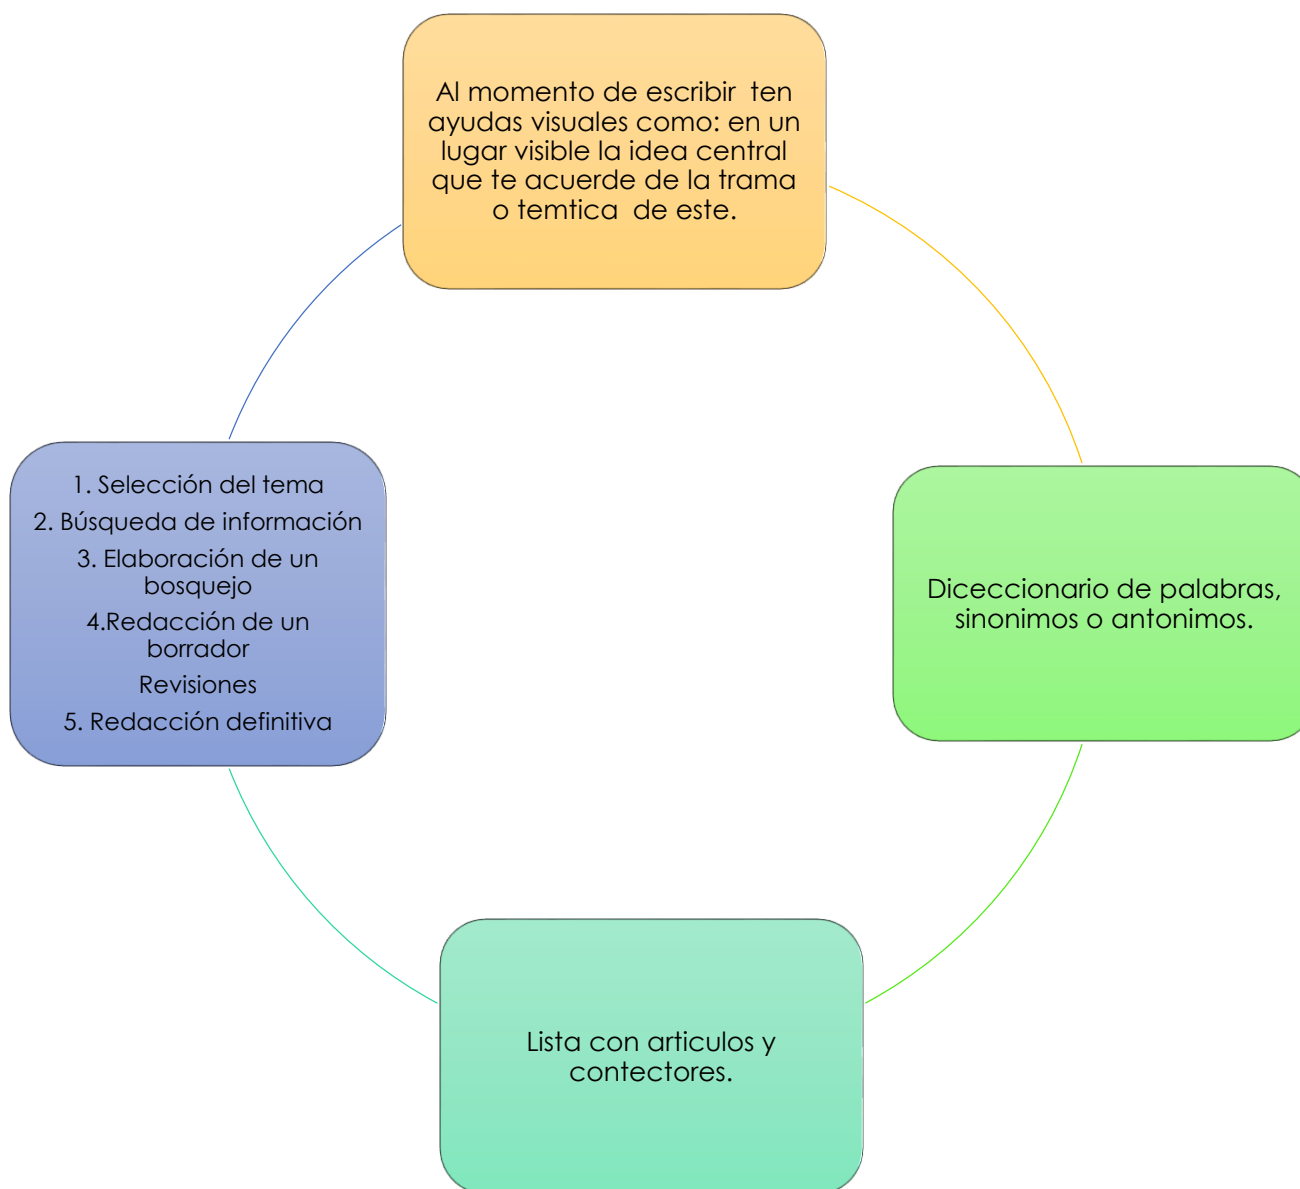 Al momento de escribir  ten
ayudas visuales como: en un
lugar visible la idea central
que te acuerde de la trama
o temtica  de este.
Diceccionario de palabras,
sinonimos o antonimos.
Lista con articulos y
contectores.
1. Selección del tema
2. Búsqueda de información
3. Elaboración de un
bosquejo
4.Redacción de un
borrador
Revisiones
5. Redacción definitiva